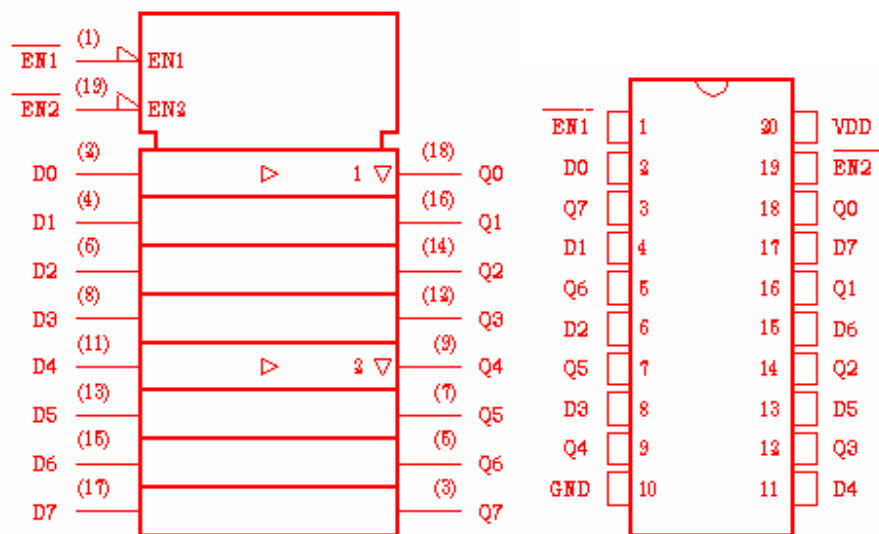 EN1 (1) EN1
EN2 (19) EN2
D0 (2) 1 (18) Q0
D1 (4) (16) Q1
D2 (6) (14) Q2
D3 (8) (12) Q3
D4 (11) 2 (9) Q4
D5 (13) (7) Q5
D6 (15) (5) Q6
D7 (17) (3) Q7
EN1 1 20 VDD
D0 2 19 EN2
Q7 3 18 Q0
D1 4 17 D7
Q6 5 16 Q1
D2 6 15 D6
Q5 7 14 Q2
D3 8 13 D5
Q4 9 12 Q3
GND 10 11 D4